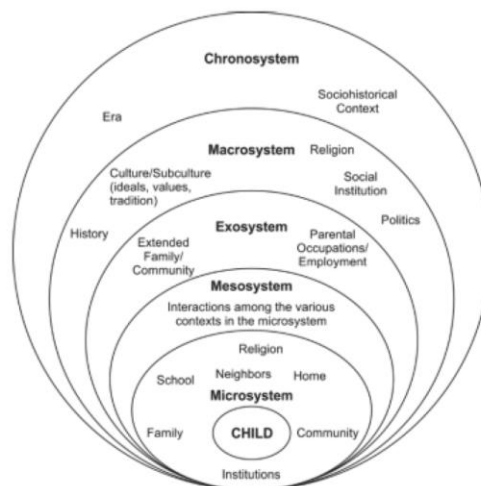 Chronosystem
Sociohistorical
Context
Era
Macrosystem
Religion
Culture/Subculture
(ideals, values,
tradition)
Social
Institution
Politics
History
Exosystem
Extended
Family/
Community
Parental
Occupations/
Employment
Mesosystem
Interactions among the various
contexts in the microsystem
Religion
School
Neighbors
Home
Microsystem
Family
CHILD
Community
Institutions